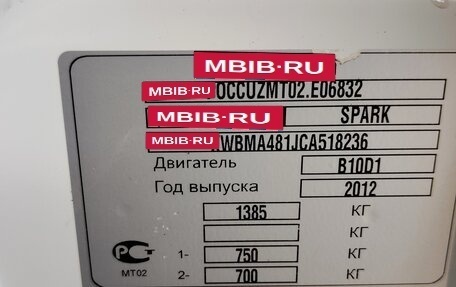 MBIB•RU
MBIB•RU OCCUZMT02.E06832
MBIB•RU SPARK
MBIB•RU WBMA481JCA518236
Двигатель B10D1
Год выпуска 2012
1385 КГ
КГ
1- 750 КГ
МТ02 2- 700 КГ